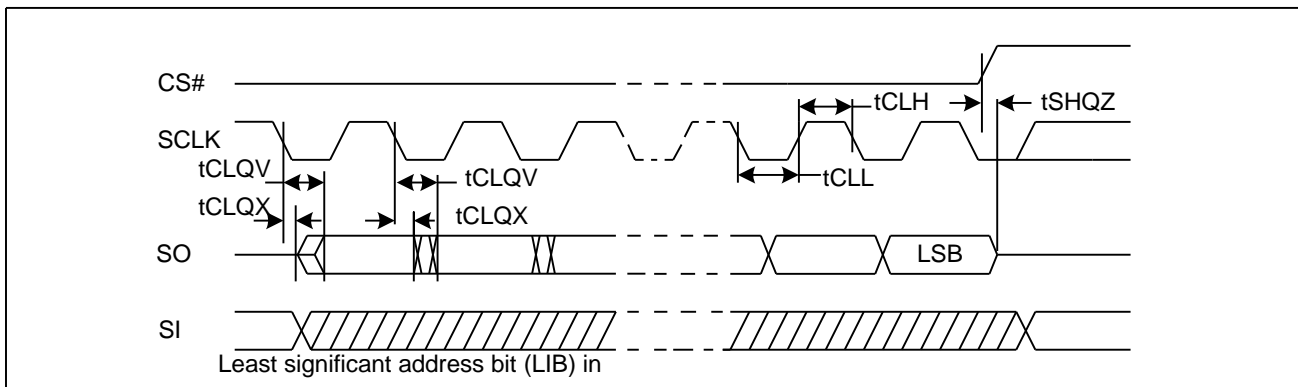 CS#
tCLH
tSHQZ
SCLK
tCLQV
tCLQV
tCLL
tCLQX
tCLQX
SO
LSB
SI
Least significant address bit (LIB) in